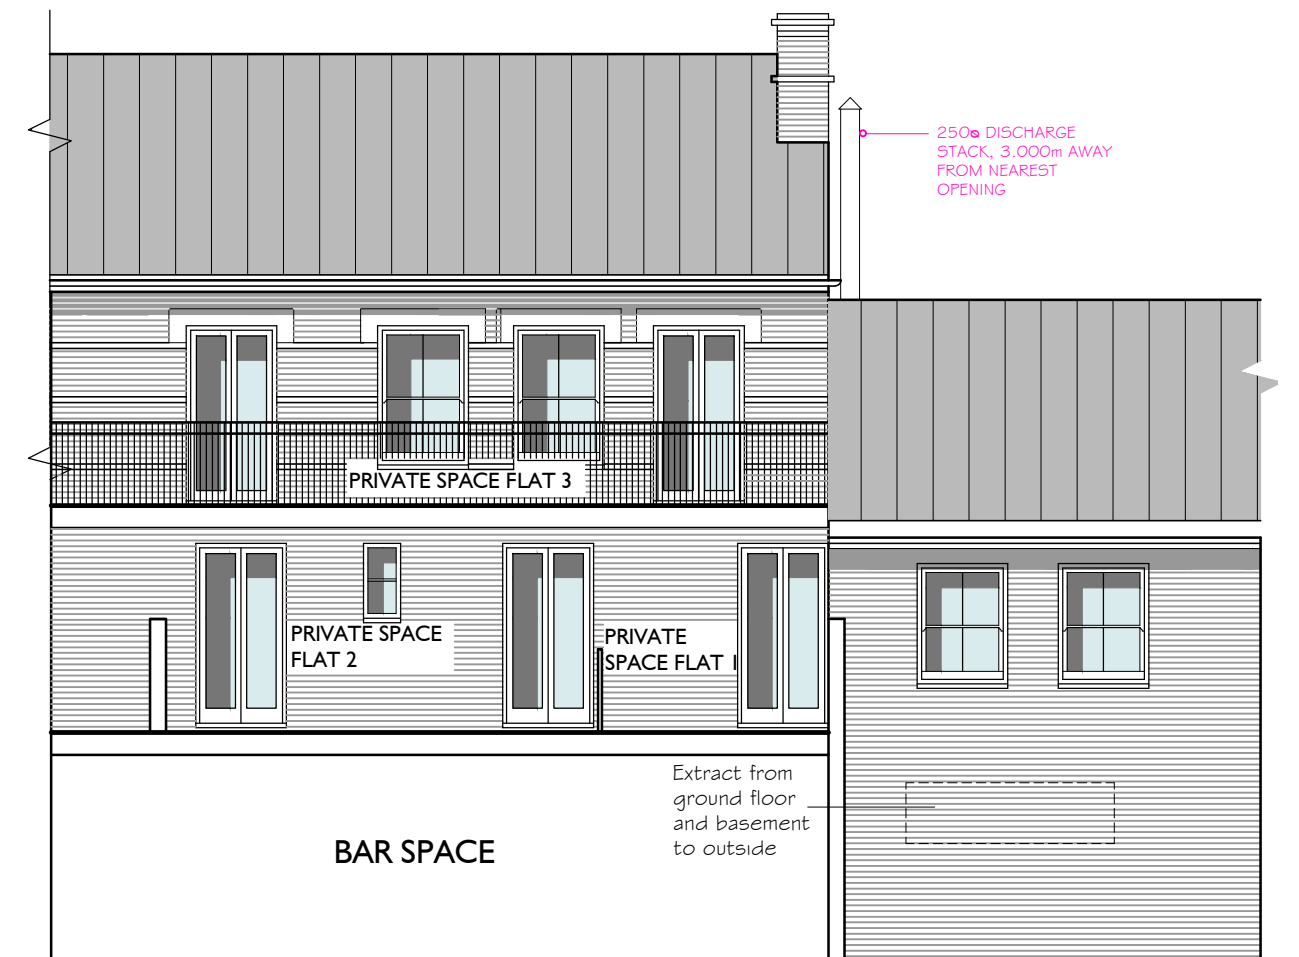 250ø DISCHARGE
STACK, 3.000m AWAY
FROM NEAREST
OPENING
PRIVATE SPACE FLAT 3
PRIVATE SPACE
FLAT 2
PRIVATE
SPACE FLAT 1
Extract from
ground floor
and basement
to outside
BAR SPACE